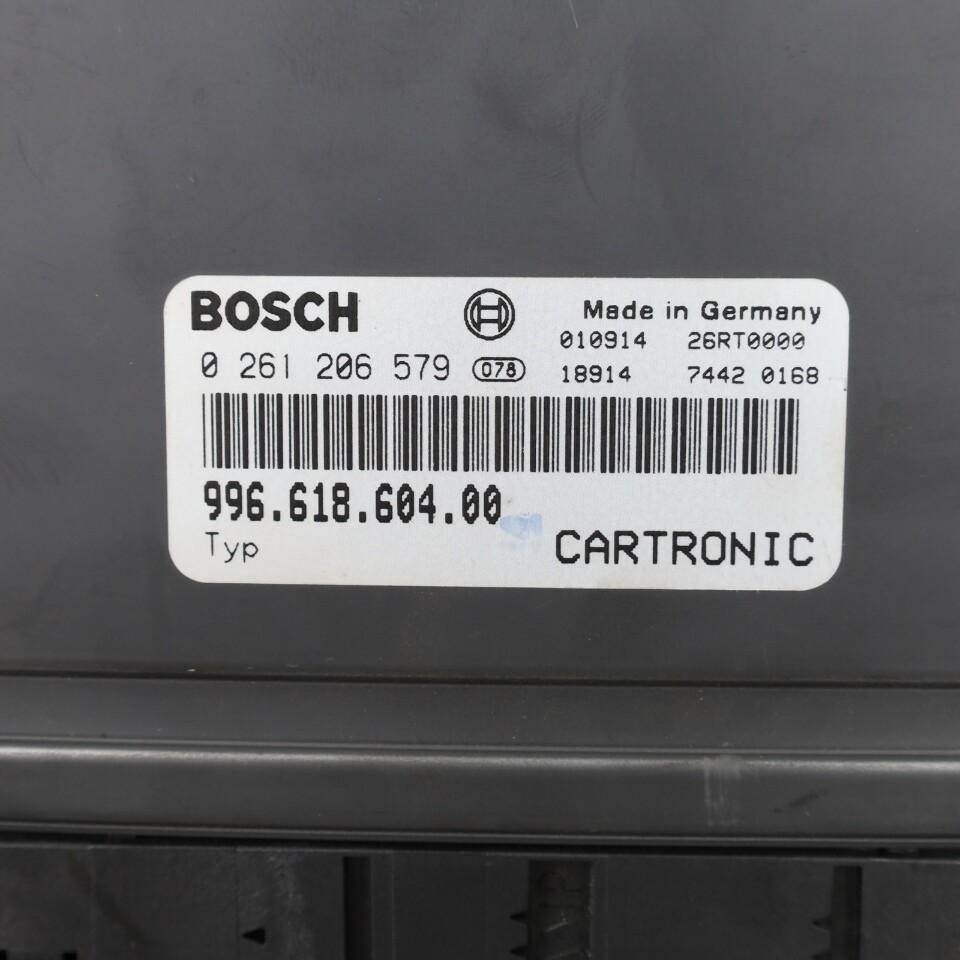 BOSCH Made in Germany
010914 26RT0000
0 261 206 579 078 18914 7442 0168
996.618.604.00
Typ CARTRONIC